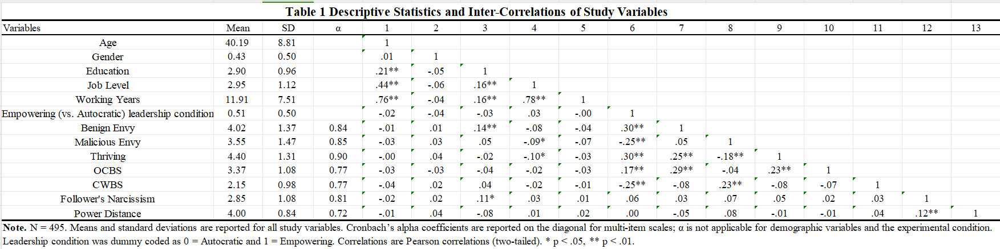 Table 1 Descriptive Statistics and Inter-Correlations of Study Variables
Variables Mean SD α 1 2 3 4 5 6 7 8 9 10 11 12 13
Age 40.19 8.81 1
Gender 0.43 0.50 .01 1
Education 2.90 0.96 .21** -.05 1
Job Level 2.95 1.12 .44** -.06 .16** 1
Working Years 11.91 7.51 .76** -.04 .16** .78** 1
Empowering (vs. Autocratic) leadership condition 0.51 0.50 -.02 -.04 -.03 .03 -.00 1
Benign Envy 4.02 1.37 0.84 -.01 .01 .14** -.08 -.04 .30** 1
Malicious Envy 3.55 1.47 0.85 -.03 .03 .05 -.09* -.07 -.25** .05 1
Thriving 4.40 1.31 0.90 -.00 .04 -.02 -.10* -.03 .30** .25** -.18** 1
OCBS 3.37 1.08 0.77 -.03 -.03 -.04 -.02 -.03 .17** .29** -.04 .23** 1
CWBS 2.15 0.98 0.77 -.04 .02 .04 -.02 -.01 -.25** -.08 .23** -.08 -.07 1
Follower's Narcissism 2.85 1.08 0.81 -.02 .02 .11* .03 .01 .06 .03 .07 .05 .02 .03 1
Power Distance 4.00 0.84 0.72 -.01 .04 -.08 .01 .02 .00 -.05 .08 -.01 -.01 .04 .12** 1
Note. N = 495. Means and standard deviations are reported for all study variables. Cronbach's alpha coefficients are reported on the diagonal for multi-item scales; α is not applicable for demographic variables and the experimental condition.
Leadership condition was dummy coded as 0 = Autocratic and 1 = Empowering. Correlations are Pearson correlations (two-tailed). * p < .05, ** p < .01.